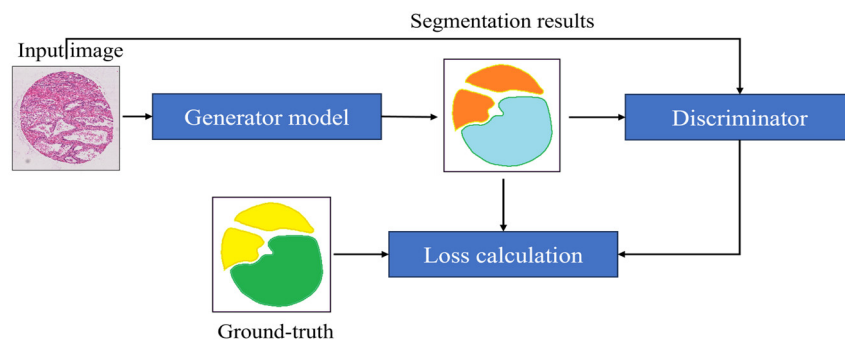 Segmentation results
Input image
Generator model
Discriminator
Loss calculation
Ground-truth